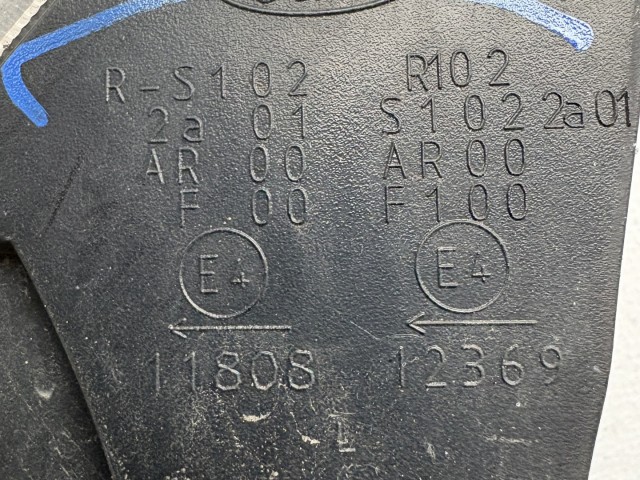 R-S102 R102
2a 01 S1022a01
AR 00 AR00
F 00 F100
E4 E4
11808 12369